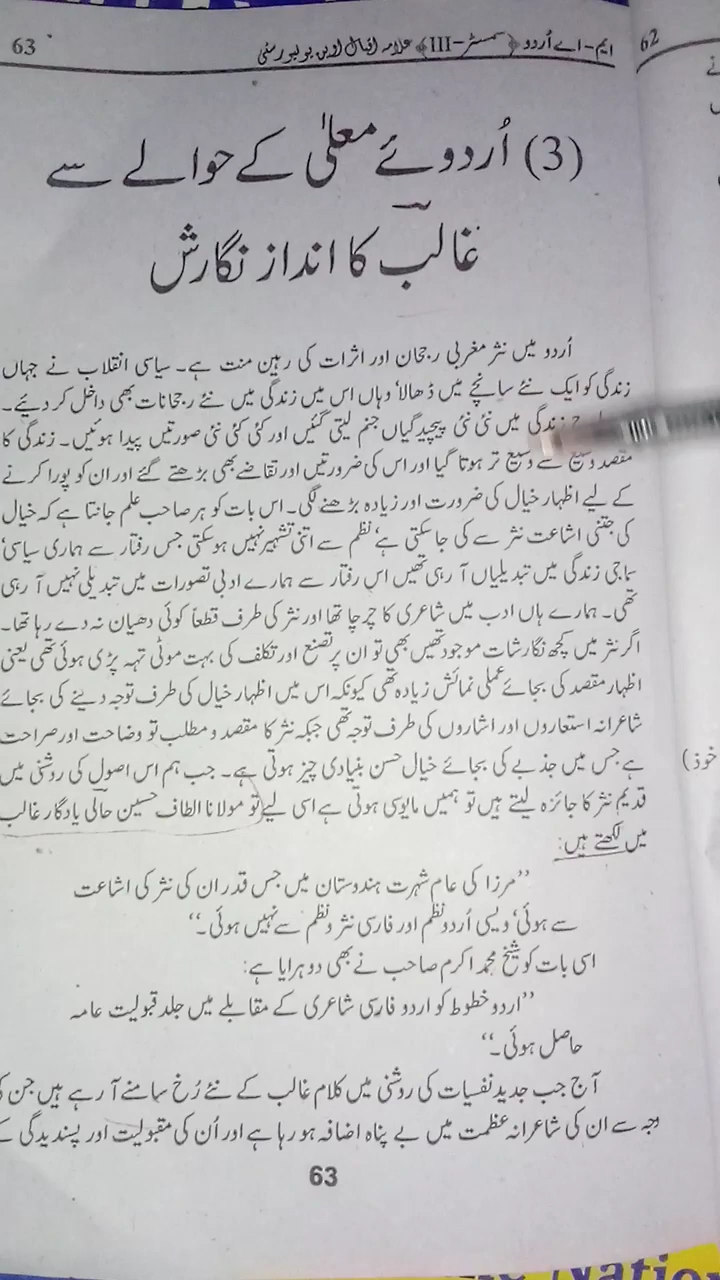 62
ایم-اے اُردو ﴿سمسٹر-III﴾ علامہ اقبال اوپن یونیورسٹی
63
(3) اُردوئے معلیٰ کے حوالے سے
غالب کا انداز نگارش
اُردو میں نثر مغربی رجحان اور اثرات کی رہین منت ہے۔ سیاسی انقلاب نے جہاں
زندگی کو ایک نئے سانچے میں ڈھالا‘ وہاں اس میں زندگی میں نئے رجحانات بھی داخل کر دیئے۔
زندگی میں نئی نئی پیچیدگیاں جنم لیتی گئیں اور کئی کئی نئی صورتیں پیدا ہوئیں۔ زندگی کا
مقصد وسیع سے وسیع تر ہوتا گیا اور اس کی ضرورتیں اور تقاضے بھی بڑھتے گئے اور ان کو پورا کرنے
کے لیے اظہار خیال کی ضرورت اور زیادہ بڑھنے لگی۔ اس بات کو ہر صاحب علم جانتا ہے کہ خیال
کی جتنی اشاعت نثر سے کی جا سکتی ہے‘ نظم سے اتنی تشہیر نہیں ہو سکتی جس رفتار سے ہماری سیاسی‘
سماجی زندگی میں تبدیلیاں آ رہی تھیں اس رفتار سے ہمارے ادبی تصورات میں تبدیلی نہیں آ رہی
تھی۔ ہمارے ہاں ادب میں شاعری کا چرچا تھا اور نثر کی طرف قطعاً کوئی دھیان نہ دے رہا تھا۔
اگر نثر میں کچھ نگارشات موجود تھیں بھی تو ان پر تصنع اور تکلف کی بہت موٹی تہہ پڑی ہوئی تھی یعنی
اظہار مقصد کی بجائے عملی نمائش زیادہ تھی کیونکہ اس میں اظہار خیال کی طرف توجہ دینے کی بجائے
شاعرانہ استعاروں اور اشاروں کی طرف توجہ تھی جبکہ نثر کا مقصد و مطلب تو وضاحت اور صراحت
ہے جس میں جذبے کی بجائے خیال حسن بنیادی چیز ہوتی ہے۔ جب ہم اس اصول کی روشنی میں
قدیم نثر کا جائزہ لیتے ہیں تو ہمیں مایوسی ہوتی ہے اسی لیے تو مولانا الطاف حسین حالی یادگار غالب
میں لکھتے ہیں:
’’مرزا کی عام شہرت ہندوستان میں جس قدر ان کی نثر کی اشاعت
سے ہوئی‘ ویسی اُردو نظم اور فارسی نثر و نظم سے نہیں ہوئی۔‘‘
اسی بات کو شیخ محمد اکرم صاحب نے بھی دوہرایا ہے:
’’اردو خطوط کو اردو فارسی شاعری کے مقابلے میں جلد قبولیت عامہ
حاصل ہوئی۔‘‘
آج جب جدید نفسیات کی روشنی میں کلام غالب کے نئے رُخ سامنے آ رہے ہیں جن
وجہ سے ان کی شاعرانہ عظمت میں بے پناہ اضافہ ہو رہا ہے اور اُن کی مقبولیت اور پسندیدگی
63